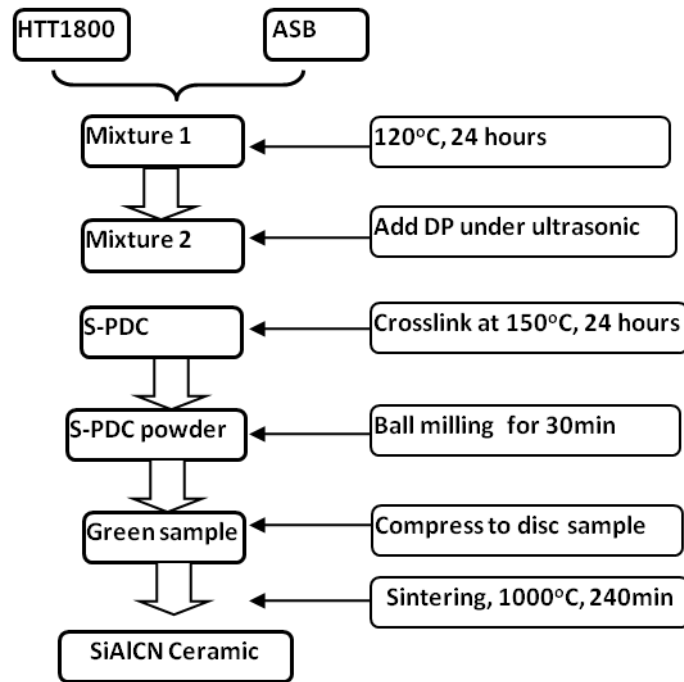 HTT1800
ASB
Mixture 1
120°C, 24 hours
Mixture 2
Add DP under ultrasonic
S-PDC
Crosslink at 150°C, 24 hours
S-PDC powder
Ball milling for 30min
Green sample
Compress to disc sample
Sintering, 1000°C, 240min
SiAlCN Ceramic